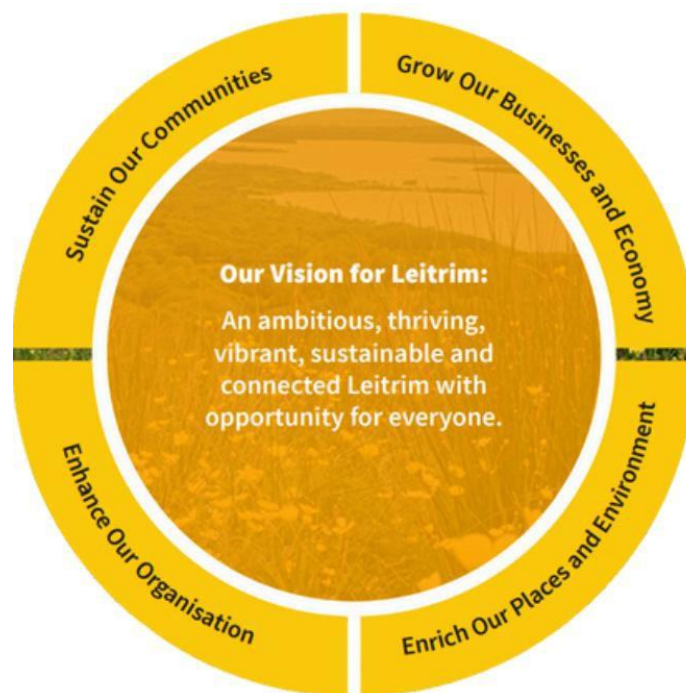 Sustain Our Communities
Grow Our Businesses and Economy
Our Vision for Leitrim:
An ambitious, thriving,
vibrant, sustainable and
connected Leitrim with
opportunity for everyone.
Enhance Our Organisation
Enrich Our Places and Environment